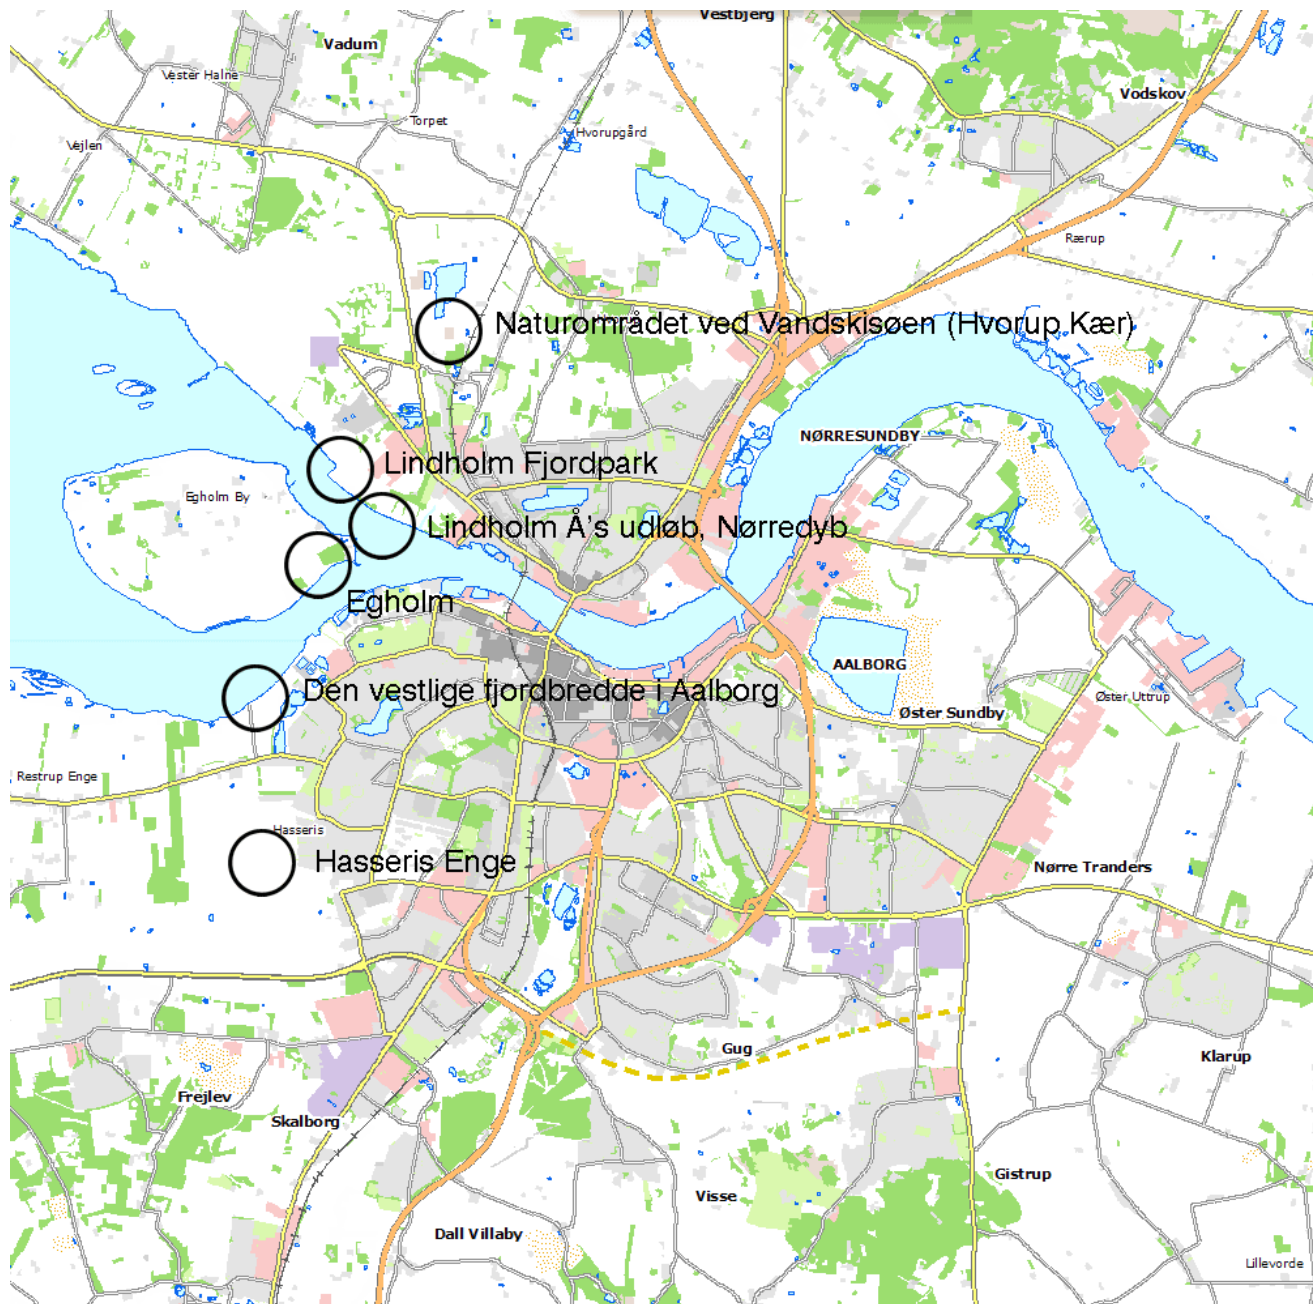 Vestbjerg
Vadum
Vester Halne
Vodskov
Torpet
Hvorupgård
Vejlen
Rærup
Naturområdet ved Vandskisøen (Hvorup Kær)
NØRRESUNDBY
Lindholm Fjordpark
Egholm By
Lindholm Å's udløb, Nørredyb
Egholm
AALBORG
Den vestlige fjordbredde i Aalborg
Øster Uttrup
Øster Sundby
Restrup Enge
Hasseris
Hasseris Enge
Nørre Tranders
Gug
Klarup
Frejlev
Skalborg
Gistrup
Visse
Dall Villaby
Lillevorde